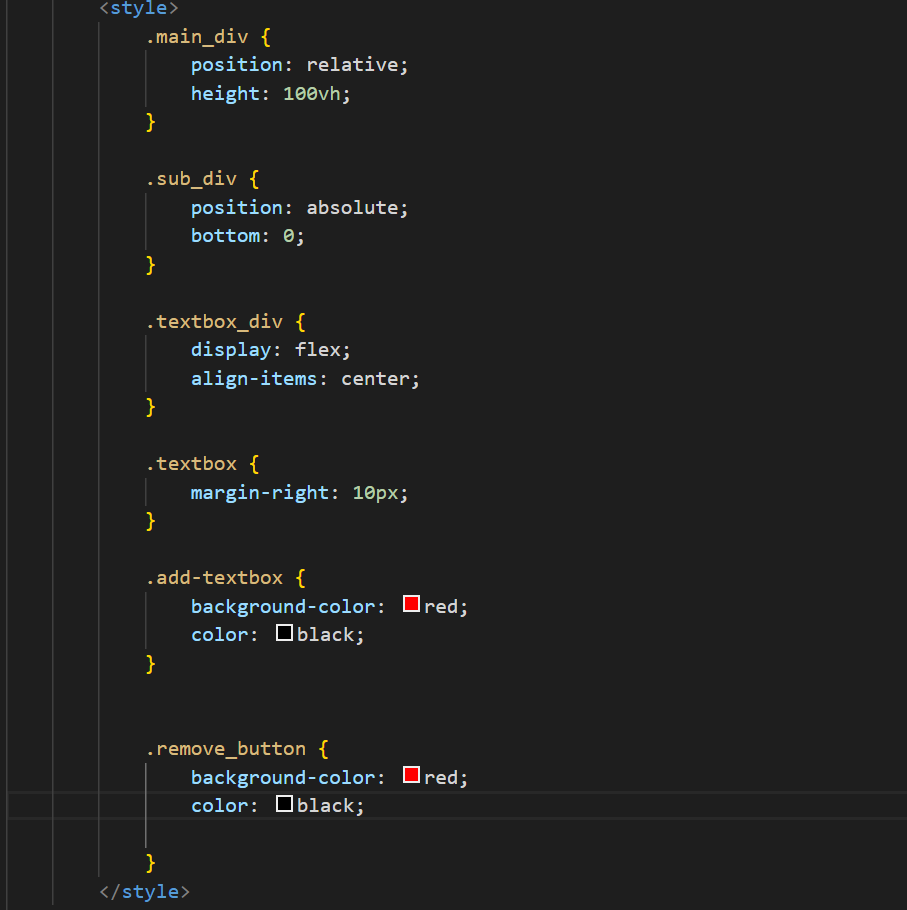 <style>
.main_div {
position: relative;
height: 100vh;
}
.sub_div {
position: absolute;
bottom: 0;
}
.textbox_div {
display: flex;
align-items: center;
}
.textbox {
margin-right: 10px;
}
.add-textbox {
background-color: red;
color: black;
}
.remove_button {
background-color: red;
color: black;
}
</style>